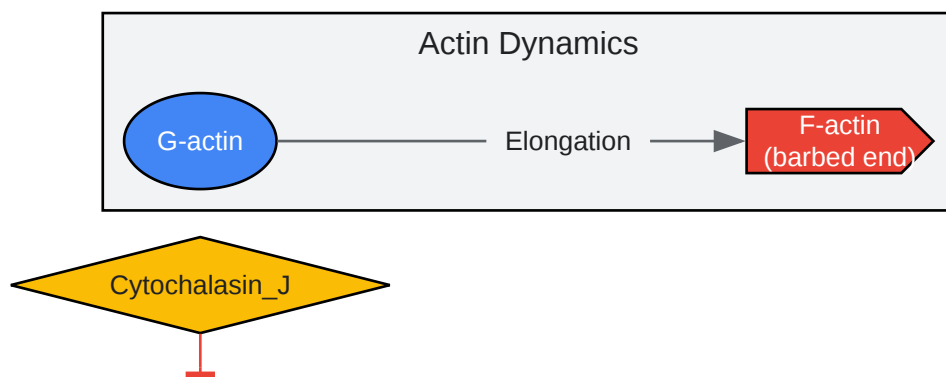 Actin Dynamics
G-actin
Elongation
F-actin
(barbed end)
Cytochalasin_J